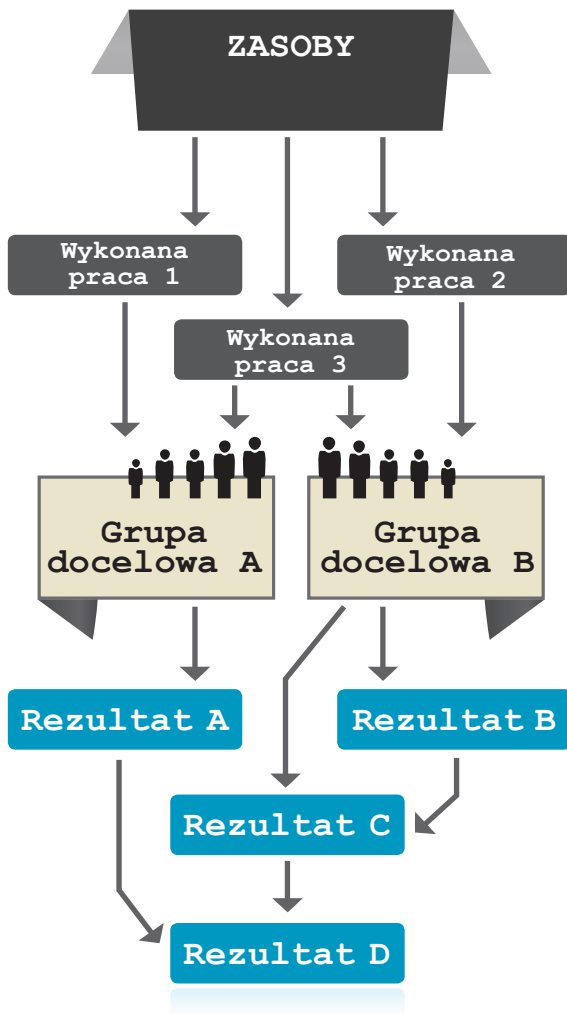 ZASOBY
Wykonana
praca 1
Wykonana
praca 2
Wykonana
praca 3
Grupa
docelowa A
Grupa
docelowa B
Rezultat A
Rezultat B
Rezultat C
Rezultat D